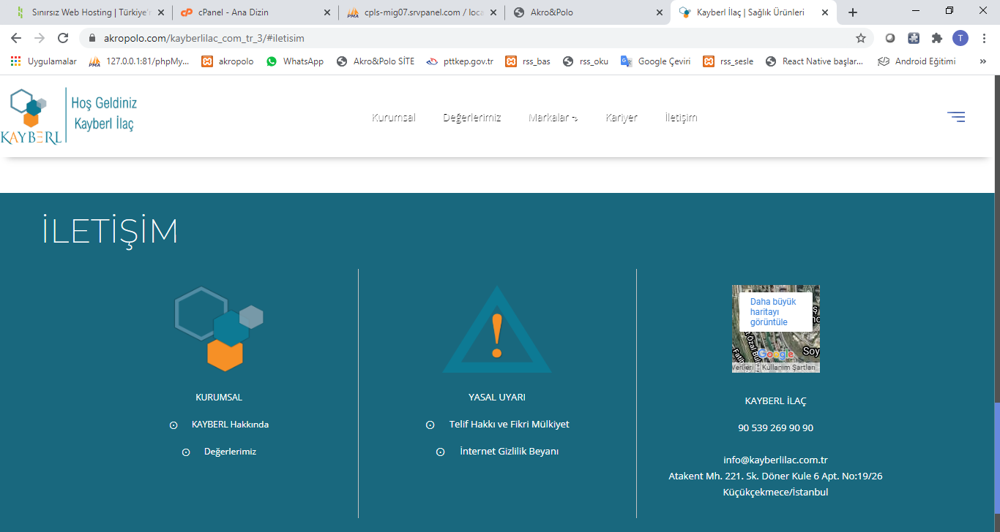 Sınırsız Web Hosting | Türkiye'n
cPanel - Ana Dizin
cpls-mig07.srvpanel.com / loca
Akro&Polo
Kayberl İlaç | Sağlık Ürünleri
akropolo.com/kayberlilac_com_tr_3/#iletisim
T
Uygulamalar
127.0.0.1:81/phpMy...
akropolo
WhatsApp
Akro&Polo SİTE
pttkep.gov.tr
rss_bas
rss_oku
Google Çeviri
rss_sesle
React Native başlar...
Android Eğitimi
»
Hoş Geldiniz
Kayberl İlaç
KAYBERL
Kurumsal
Değerlerimiz
Markalar
Kariyer
İletişim
İLETİŞİM
KURUMSAL
KAYBERL Hakkında
Değerlerimiz
YASAL UYARI
Telif Hakkı ve Fikri Mülkiyet
İnternet Gizlilik Beyanı
Daha büyük
haritayı
görüntüle
Google
Soy
Verileri
Kullanım Şartları
KAYBERL İLAÇ
90 539 269 90 90
info@kayberlilac.com.tr
Atakent Mh. 221. Sk. Döner Kule 6 Apt. No:19/26
Küçükçekmece/İstanbul